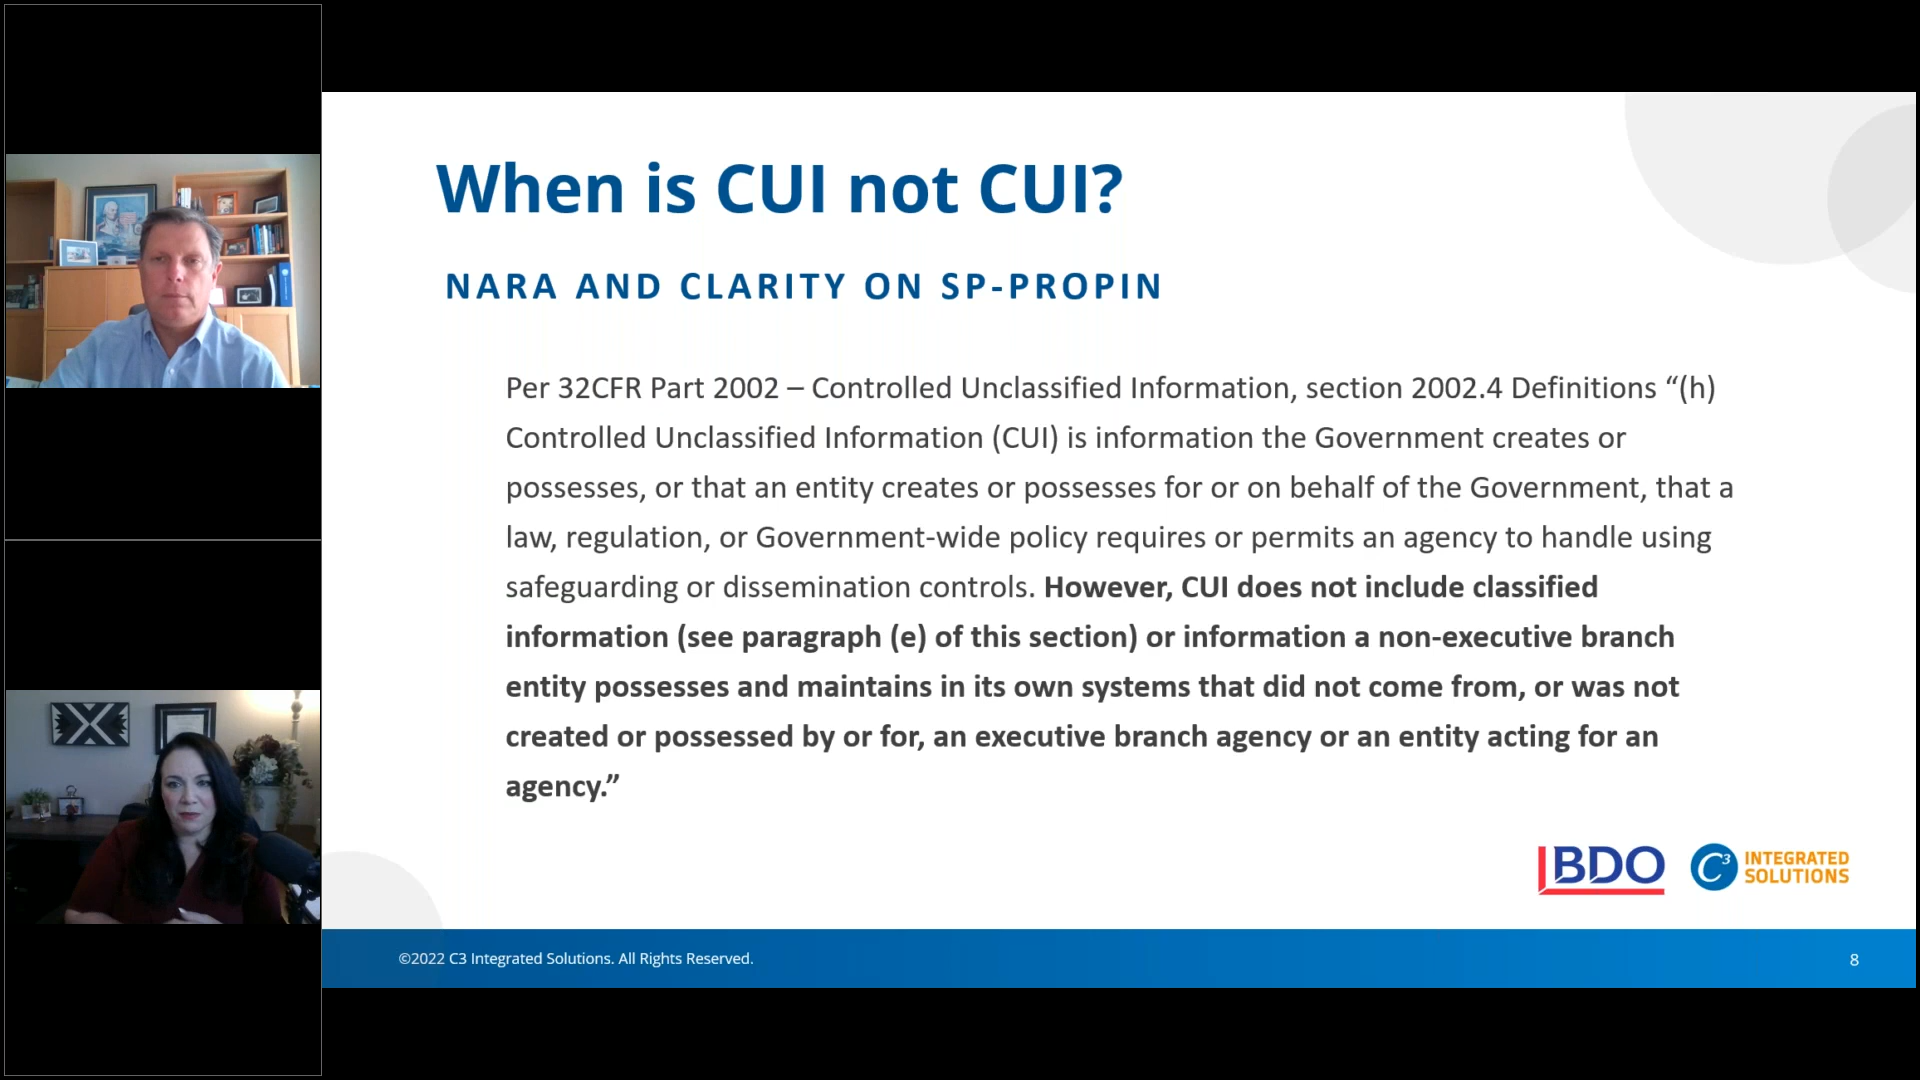 When is CUI not CUI?
NARA AND CLARITY ON SP-PROPIN
Per 32CFR Part 2002 – Controlled Unclassified Information, section 2002.4 Definitions “(h)
Controlled Unclassified Information (CUI) is information the Government creates or
possesses, or that an entity creates or possesses for or on behalf of the Government, that a
law, regulation, or Government-wide policy requires or permits an agency to handle using
safeguarding or dissemination controls. However, CUI does not include classified
information (see paragraph (e) of this section) or information a non-executive branch
entity possesses and maintains in its own systems that did not come from, or was not
created or possessed by or for, an executive branch agency or an entity acting for an
agency.”
BDO
C³ INTEGRATED
SOLUTIONS
©2022 C3 Integrated Solutions. All Rights Reserved.
8